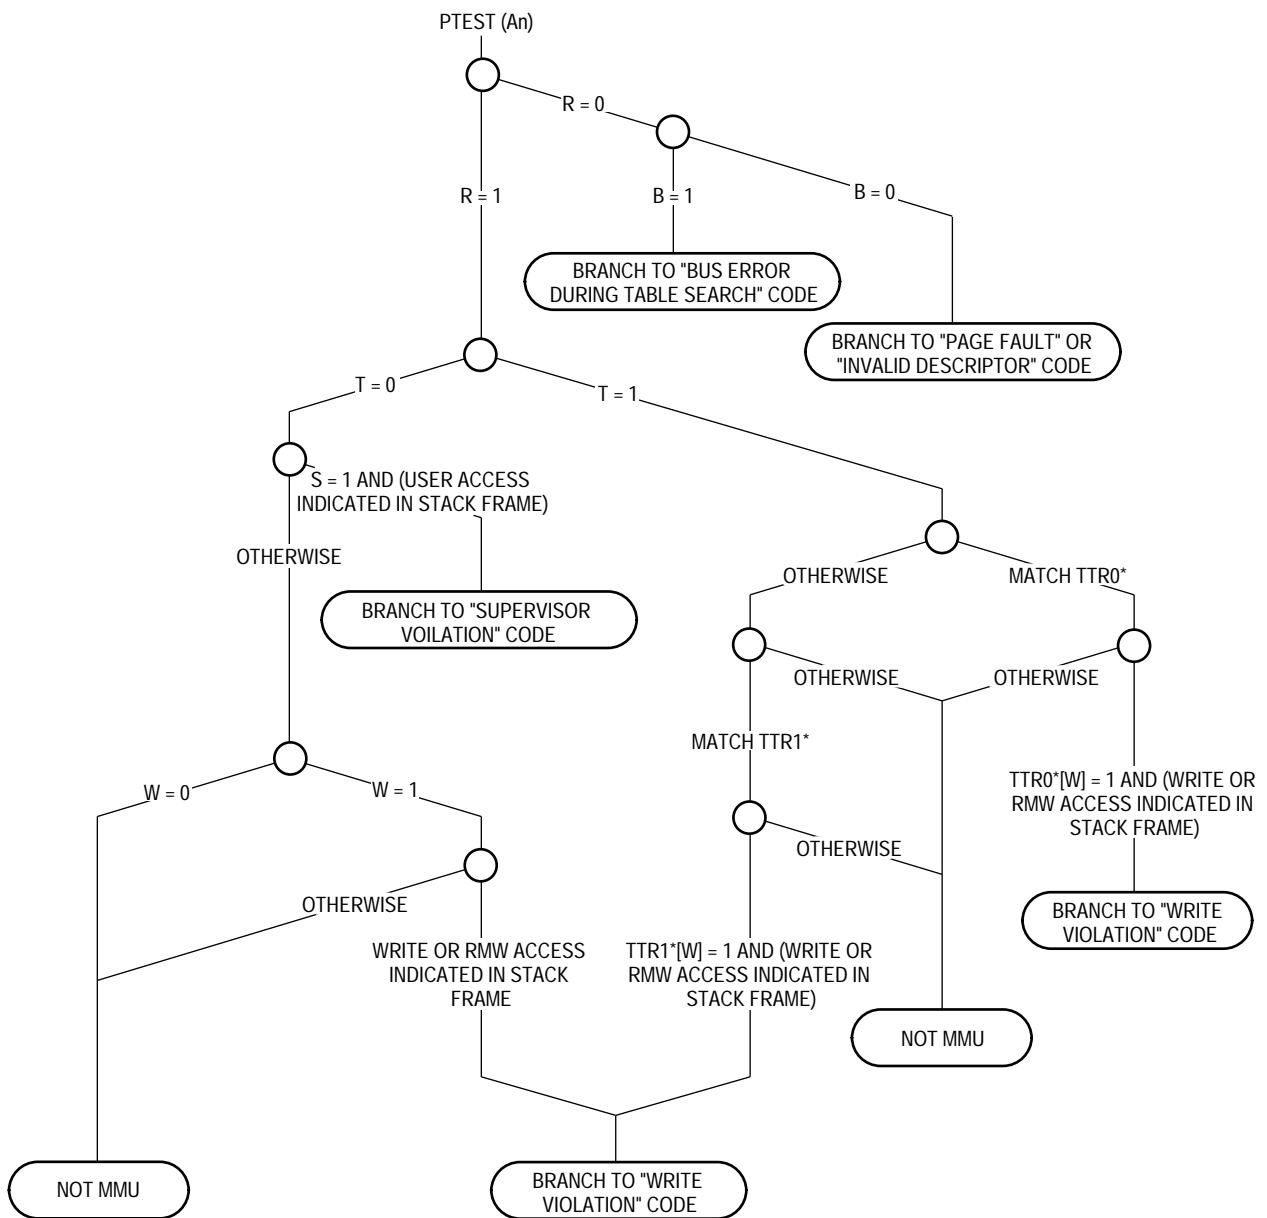 PTEST (An)
R = 0
R = 1
B = 1
B = 0
BRANCH TO "BUS ERROR
DURING TABLE SEARCH" CODE
BRANCH TO "PAGE FAULT" OR
"INVALID DESCRIPTOR" CODE
T = 0
T = 1
S = 1 AND (USER ACCESS
INDICATED IN STACK FRAME)
OTHERWISE
OTHERWISE
MATCH TTR0*
BRANCH TO "SUPERVISOR
VOILATION" CODE
OTHERWISE
OTHERWISE
MATCH TTR1*
W = 0
W = 1
TTR0*[W] = 1 AND (WRITE OR
RMW ACCESS INDICATED IN
STACK FRAME)
OTHERWISE
OTHERWISE
BRANCH TO "WRITE
VIOLATION" CODE
WRITE OR RMW ACCESS
INDICATED IN STACK
FRAME
TTR1*[W] = 1 AND (WRITE OR
RMW ACCESS INDICATED IN
STACK FRAME)
NOT MMU
NOT MMU
BRANCH TO "WRITE
VIOLATION" CODE